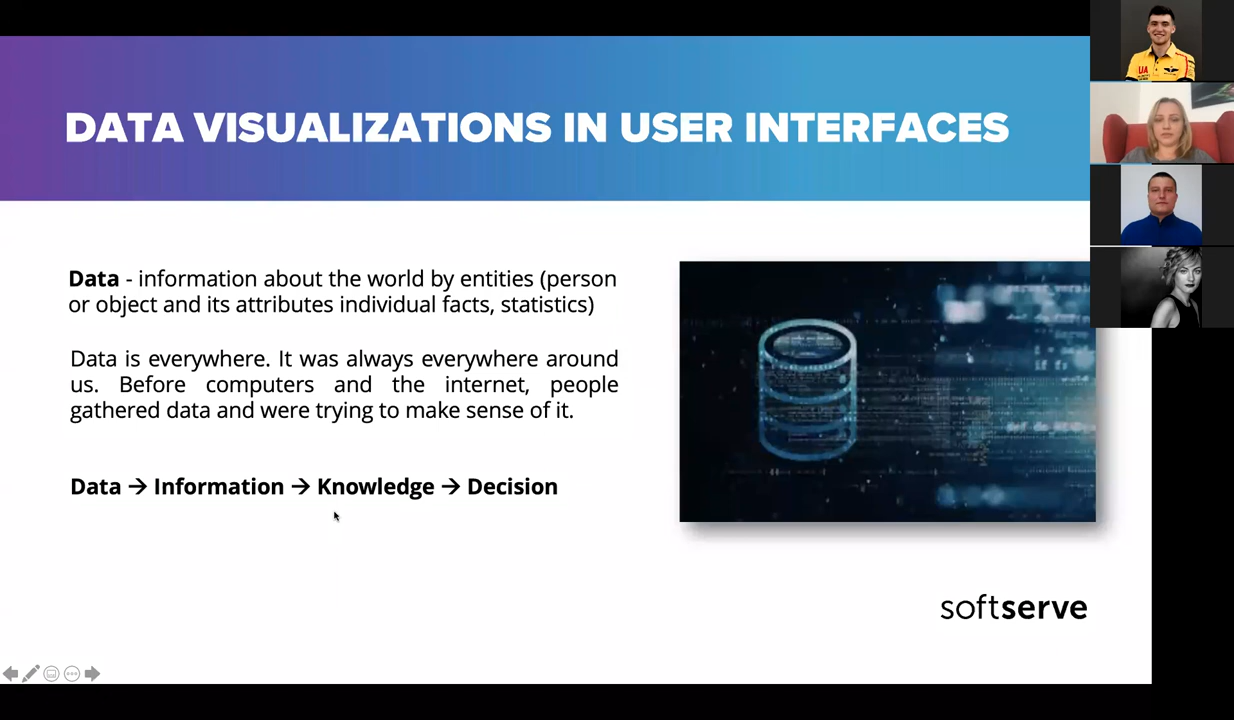 DATA VISUALIZATIONS IN USER INTERFACES
Data - information about the world by entities (person
or object and its attributes individual facts, statistics)
Data is everywhere. It was always everywhere around
us. Before computers and the internet, people
gathered data and were trying to make sense of it.
Data → Information → Knowledge → Decision
softserve
UA